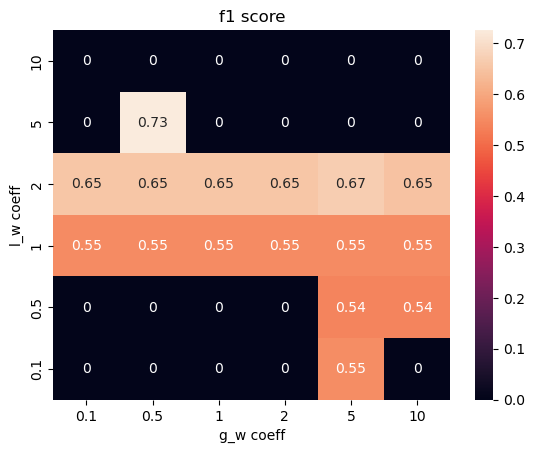 f1 score
10 0 0 0 0 0 0
5 0 0.73 0 0 0 0
2 0.65 0.65 0.65 0.65 0.67 0.65
1 0.55 0.55 0.55 0.55 0.55 0.55
0.5 0 0 0 0 0.54 0.54
0.1 0 0 0 0 0.55 0
0.1 0.5 1 2 5 10
g_w coeff
l_w coeff
0.7
0.6
0.5
0.4
0.3
0.2
0.1
0.0